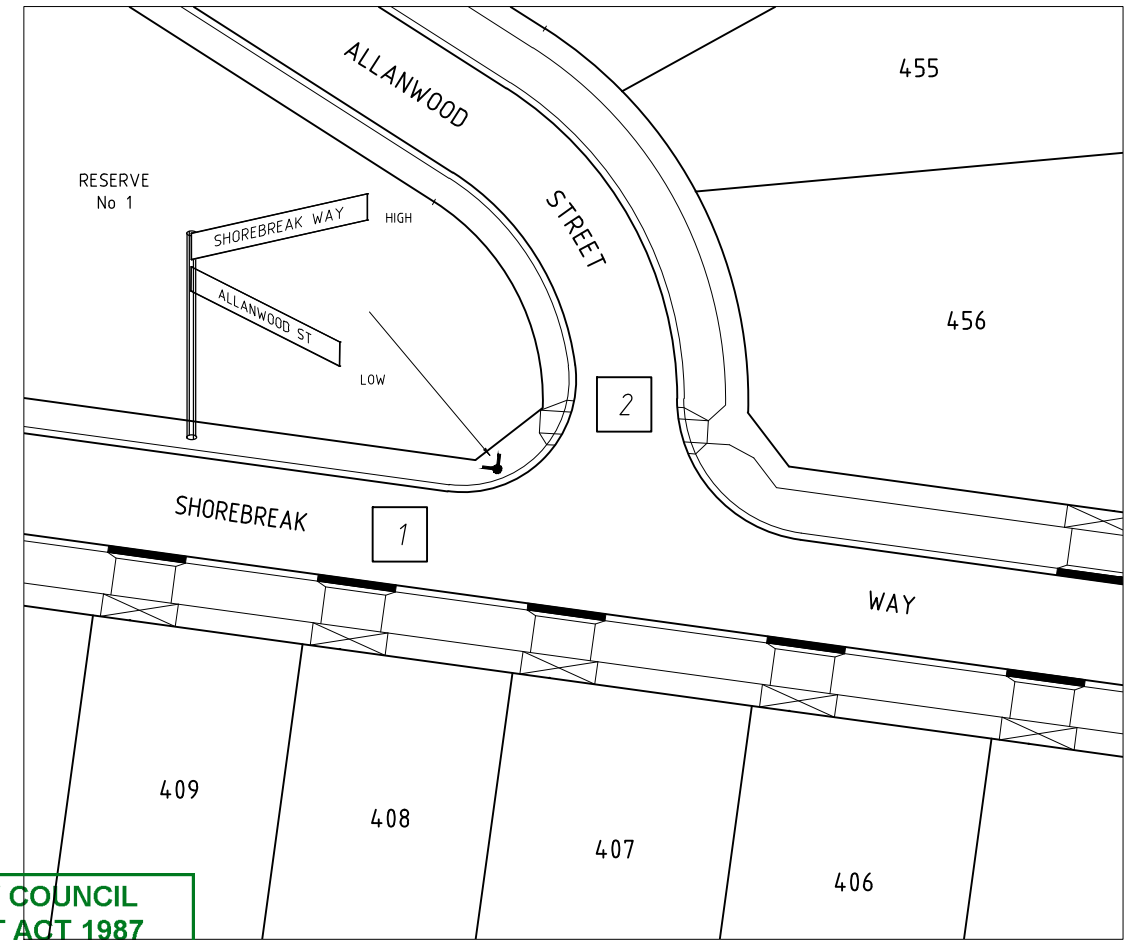 455
ALLANWOOD
STREET
RESERVE
No 1
SHOREBREAK WAY
HIGH
ALLANWOOD ST
LOW
456
2
SHOREBREAK
1
WAY
409
408
407
406
COUNCIL
ACT 1987